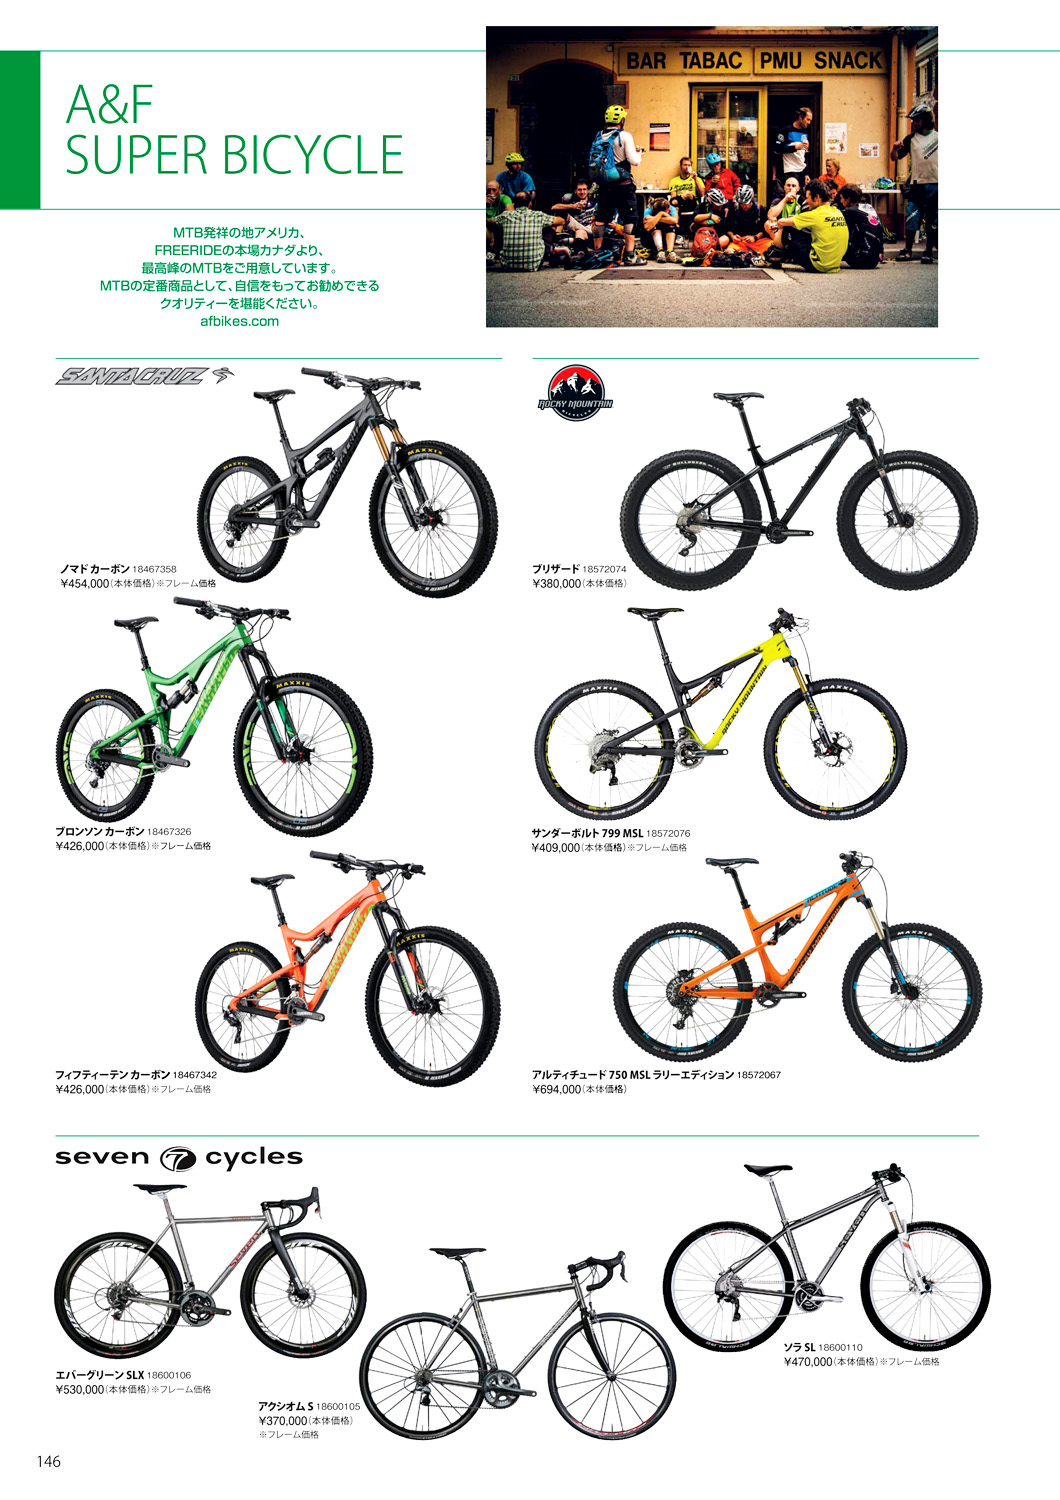 A&F
SUPER BICYCLE
BAR TABAC PMU SNACK
MTB発祥の地アメリカ、
FREERIDEの本場カナダより、
最高峰のMTBをご用意しています。
MTBの定番商品として、自信をもってお勧めできる
クオリティーを堪能ください。
afbikes.com
SANTACRUZ
ノマド カーボン 18467358
¥454,000（本体価格）※フレーム価格
ブロンソン カーボン 18467326
¥426,000（本体価格）※フレーム価格
フィフティーテン カーボン 18467342
¥426,000（本体価格）※フレーム価格
ROCKY MOUNTAIN
BICYCLES
ブリザード 18572074
¥380,000（本体価格）
サンダーボルト 799 MSL 18572076
¥409,000（本体価格）※フレーム価格
アルティチュード 750 MSL ラリーエディション 18572067
¥694,000（本体価格）
seven 7 cycles
エバーグリーン SLX 18600106
¥530,000（本体価格）※フレーム価格
アクシオム S 18600105
¥370,000（本体価格）
※フレーム価格
ソラ SL 18600110
¥470,000（本体価格）※フレーム価格
146